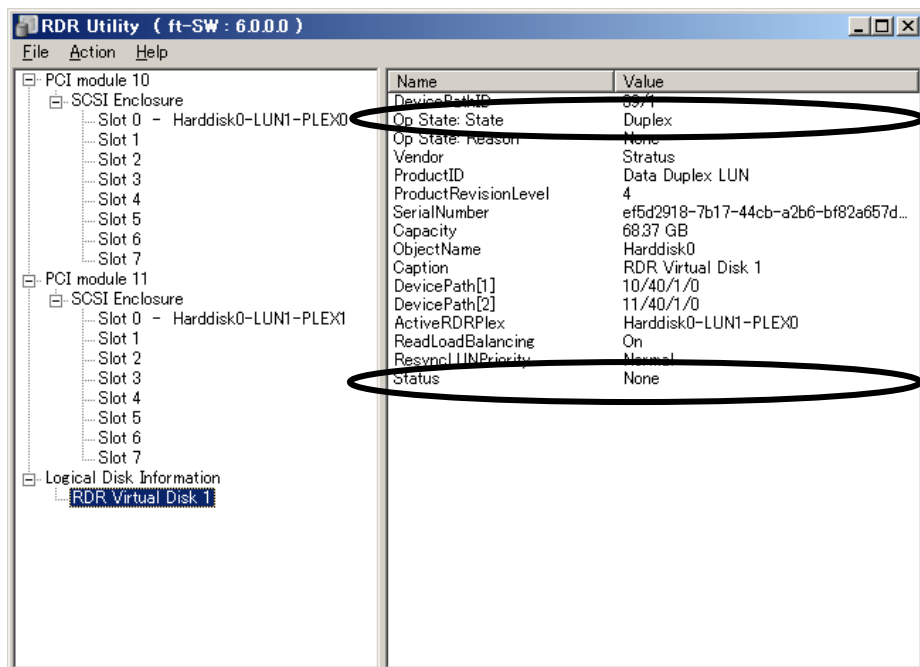 RDR Utility ( ft-SW : 6.0.0.0 )
File Action Help
PCI module 10
SCSI Enclosure
Slot 0 - Harddisk0-LUN1-PLEX0
Slot 1
Slot 2
Slot 3
Slot 4
Slot 5
Slot 6
Slot 7
PCI module 11
SCSI Enclosure
Slot 0 - Harddisk0-LUN1-PLEX1
Slot 1
Slot 2
Slot 3
Slot 4
Slot 5
Slot 6
Slot 7
Logical Disk Information
RDR Virtual Disk 1
Name Value
DevicePathID 89/1
Op State: State Duplex
Op State: Reason None
Vendor Stratus
ProductID Data Duplex LUN
ProductRevisionLevel 4
SerialNumber ef5d2918-7b17-44cb-a2b6-bf82a657d...
Capacity 68.37 GB
ObjectName Harddisk0
Caption RDR Virtual Disk 1
DevicePath[1] 10/40/1/0
DevicePath[2] 11/40/1/0
ActiveRDRPlex Harddisk0-LUN1-PLEX0
ReadLoadBalancing On
ResyncLUNPriority Normal
Status None